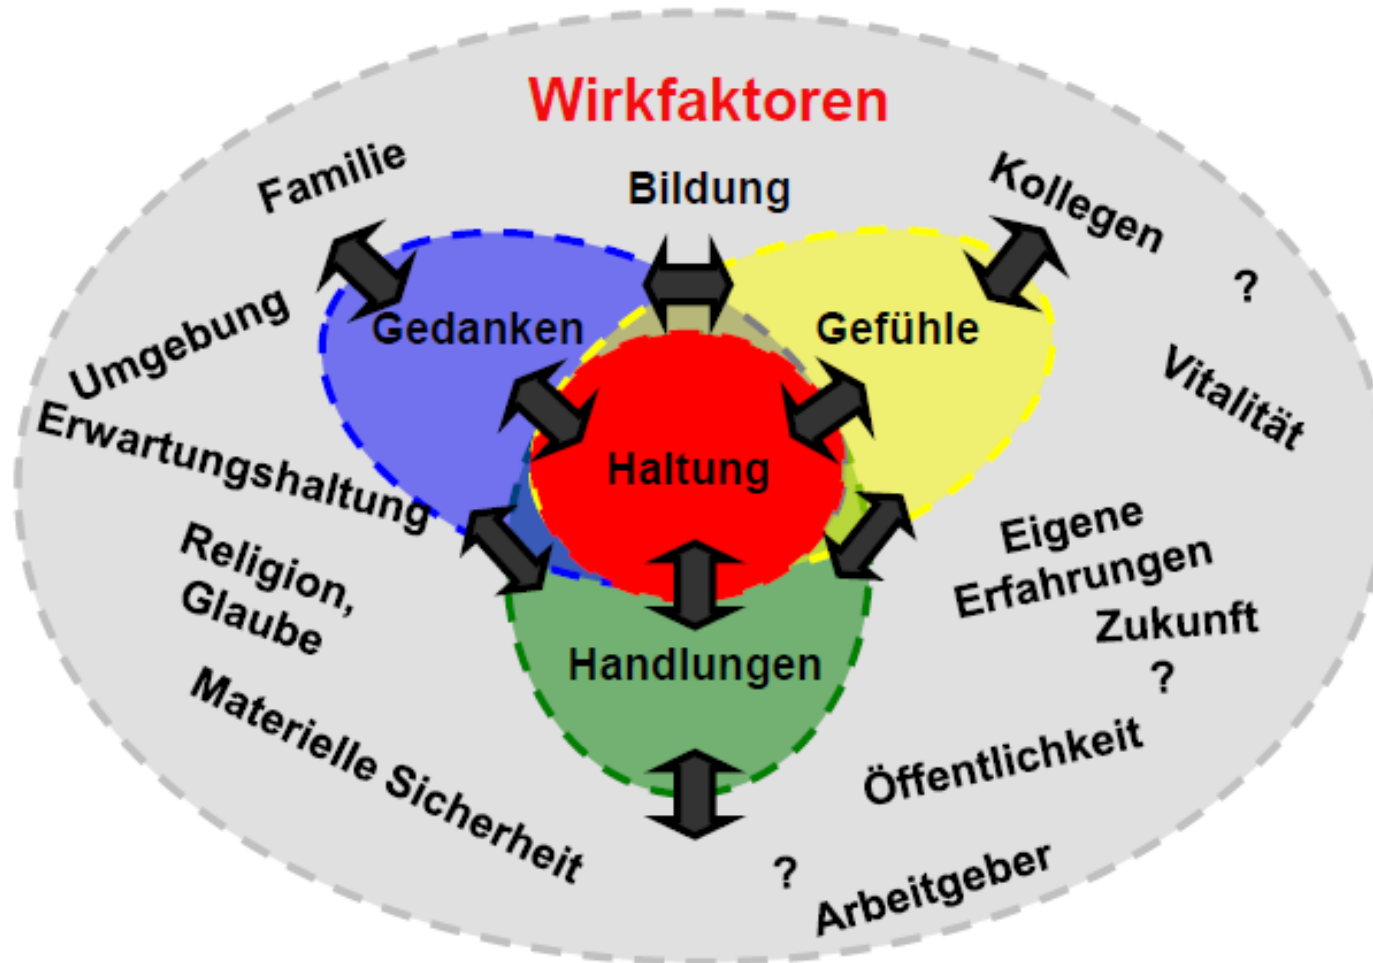 Wirkfaktoren
Familie
Bildung
Kollegen
?
Umgebung
Gedanken
Gefühle
Vitalität
Erwartungshaltung
Haltung
Religion,
Glaube
Eigene
Erfahrungen
Zukunft
?
Handlungen
Materielle Sicherheit
Öffentlichkeit
?
Arbeitgeber